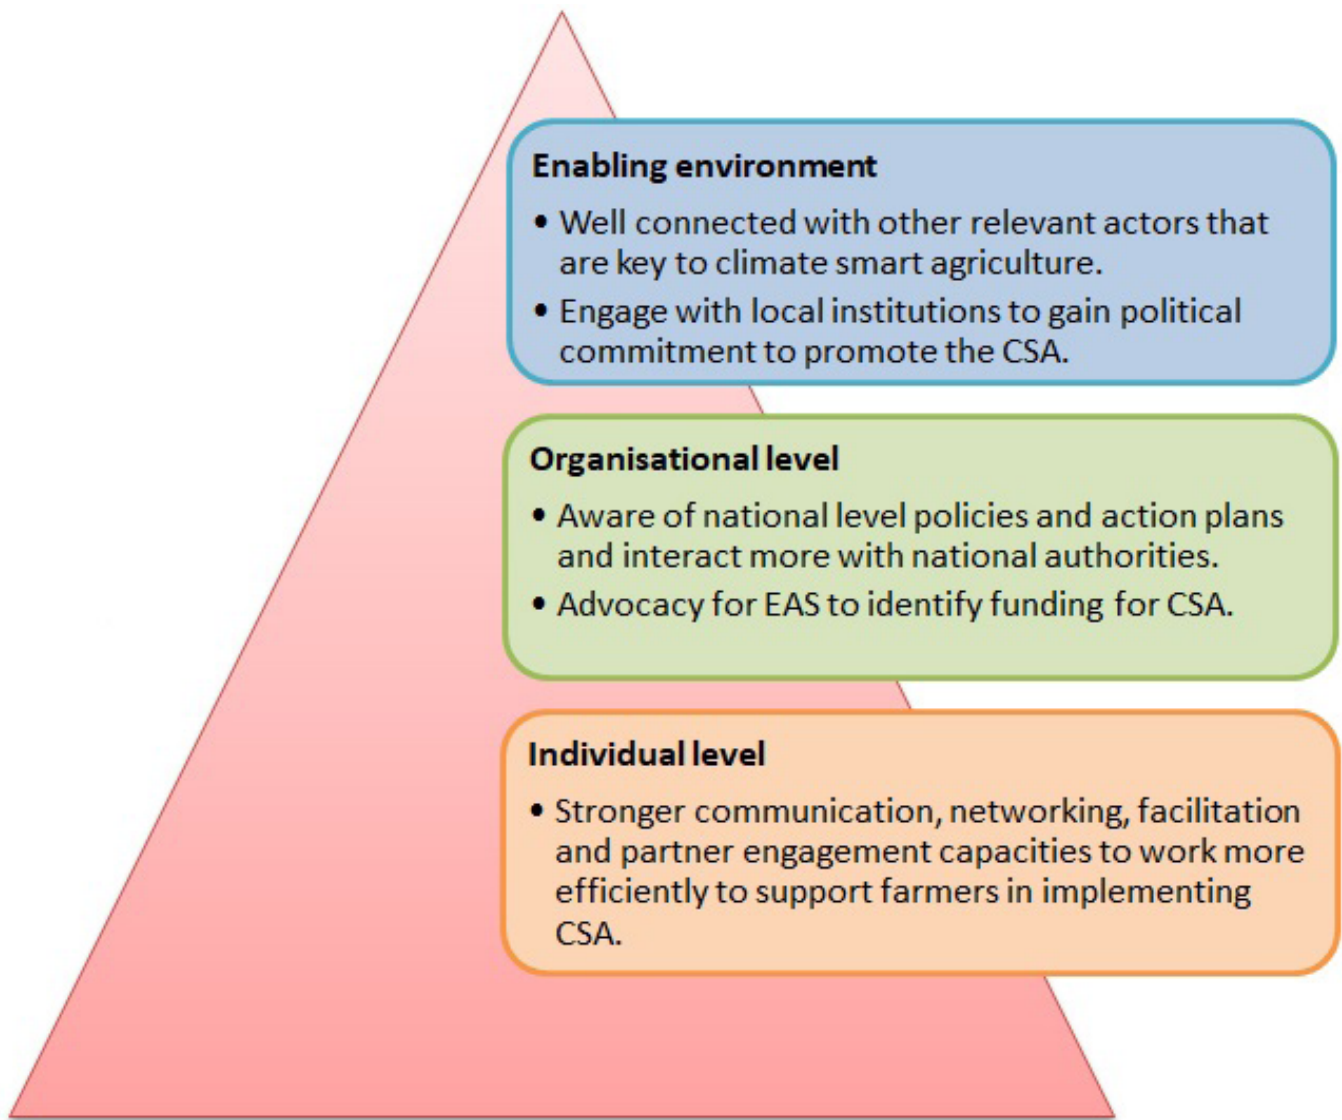 Enabling environment
• Well connected with other relevant actors that
are key to climate smart agriculture.
• Engage with local institutions to gain political
commitment to promote the CSA.
Organisational level
• Aware of national level policies and action plans
and interact more with national authorities.
• Advocacy for EAS to identify funding for CSA.
Individual level
• Stronger communication, networking, facilitation
and partner engagement capacities to work more
efficiently to support farmers in implementing
CSA.